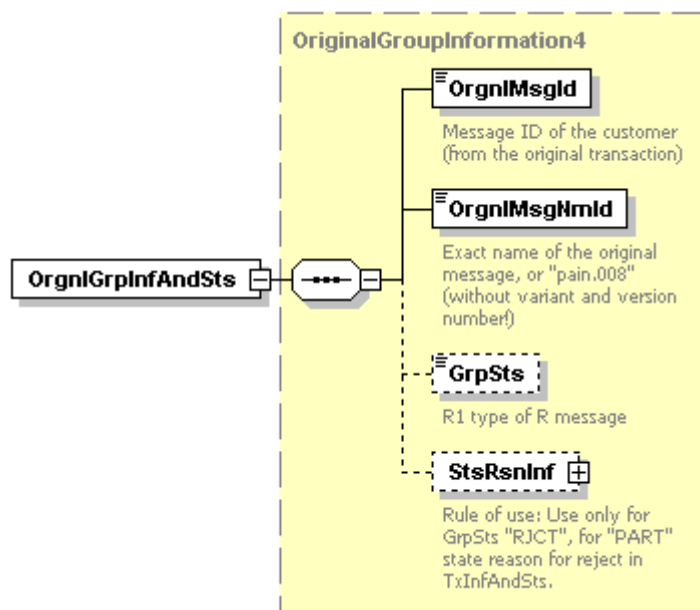 OriginalGroupInformation4
OrgnlMsgId
Message ID of the customer
(from the original transaction)
OrgnlMsgNmId
Exact name of the original
message, or "pain.008"
(without variant and version
number!)
OrgnlGrpInfAndSts
GrpSts
R1 type of R message
StsRsnInf
Rule of use: Use only for
GrpSts "RJCT", for "PART"
state reason for reject in
TxInfAndSts.